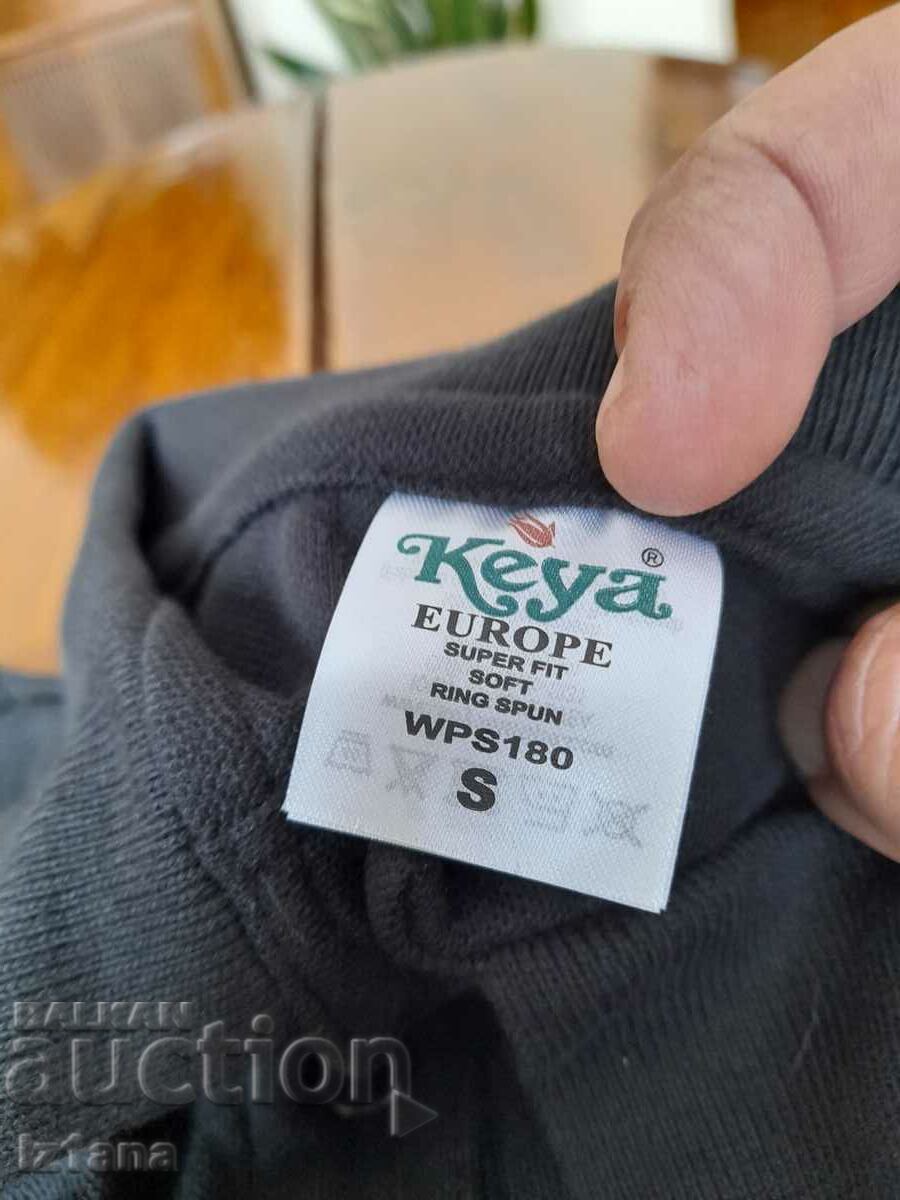 Keya®
EUROPE
SUPER FIT
SOFT
RING SPUN
WPS180
S
BALKAN
auction
Iztana